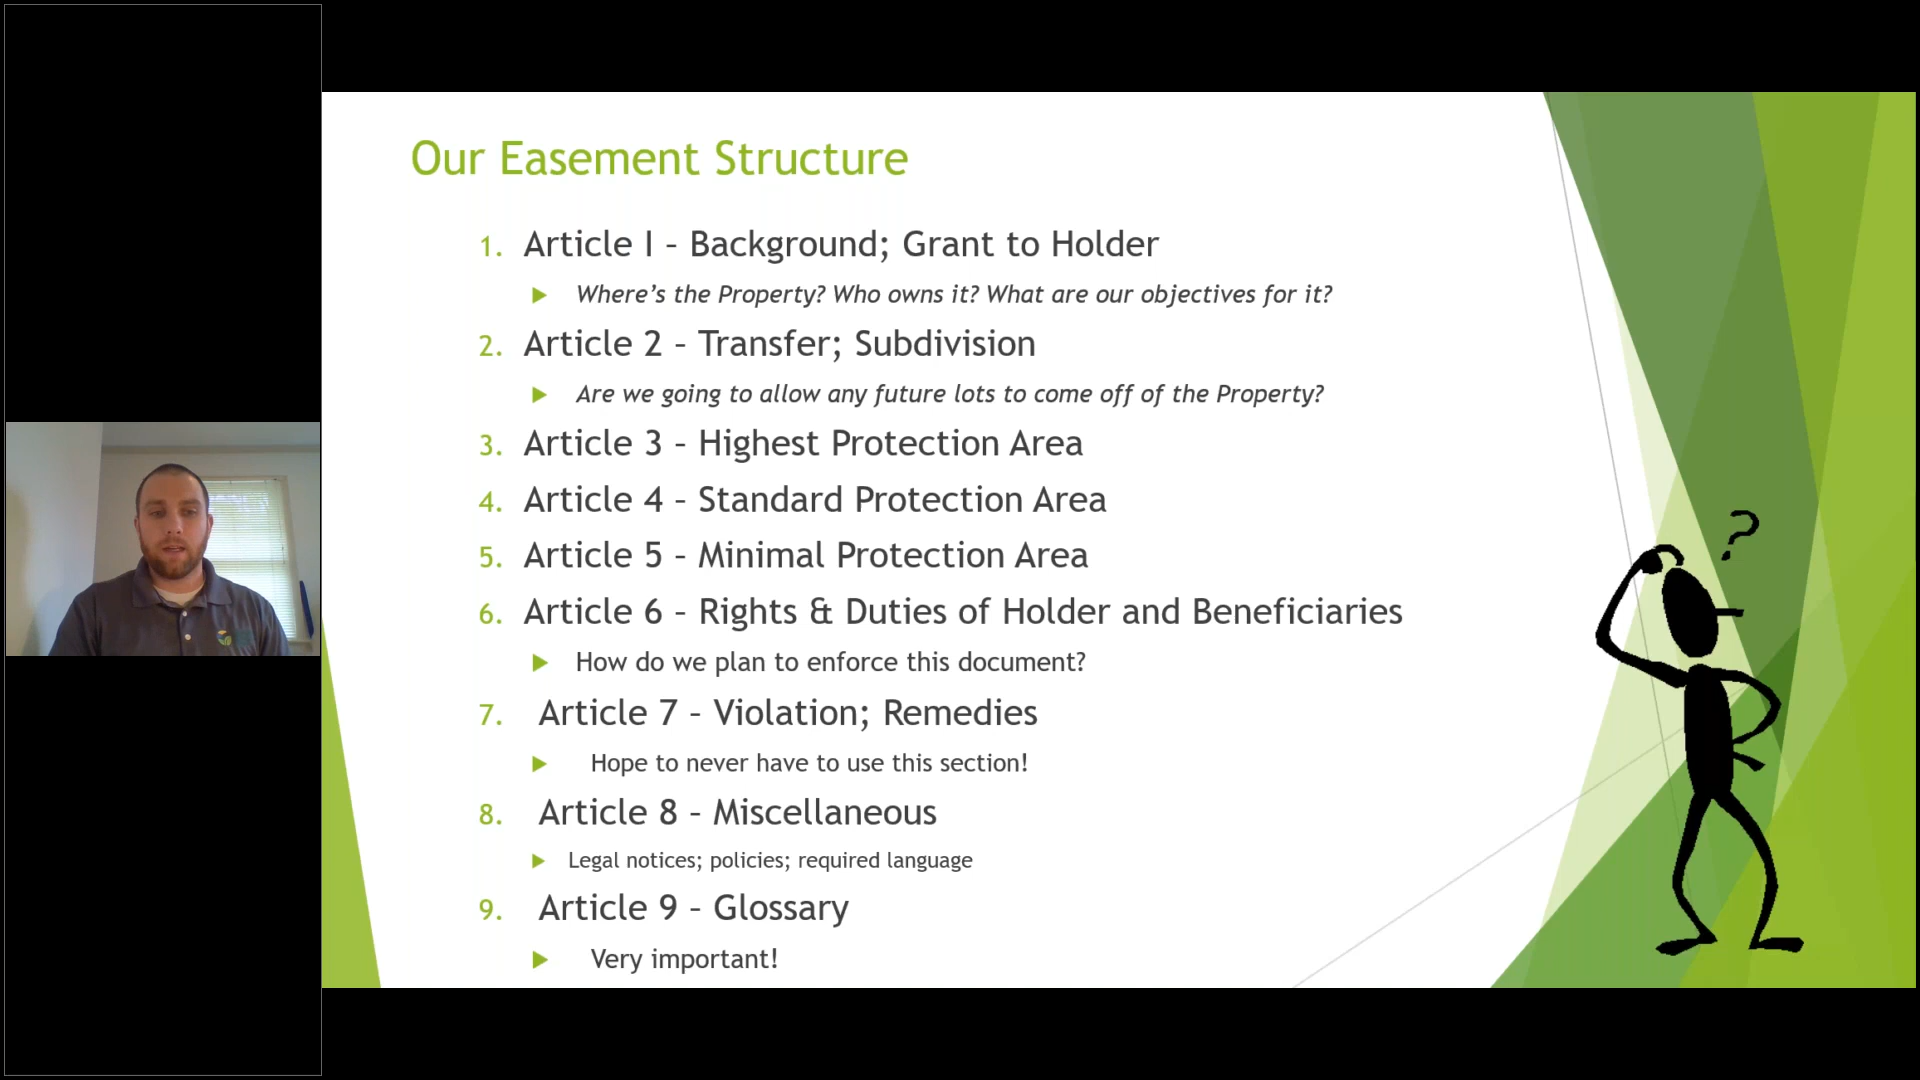 Our Easement Structure
1. Article I – Background; Grant to Holder
Where's the Property? Who owns it? What are our objectives for it?
2. Article 2 – Transfer; Subdivision
Are we going to allow any future lots to come off of the Property?
3. Article 3 – Highest Protection Area
4. Article 4 – Standard Protection Area
5. Article 5 – Minimal Protection Area
6. Article 6 – Rights & Duties of Holder and Beneficiaries
How do we plan to enforce this document?
7. Article 7 – Violation; Remedies
Hope to never have to use this section!
8. Article 8 – Miscellaneous
Legal notices; policies; required language
9. Article 9 – Glossary
Very important!
?